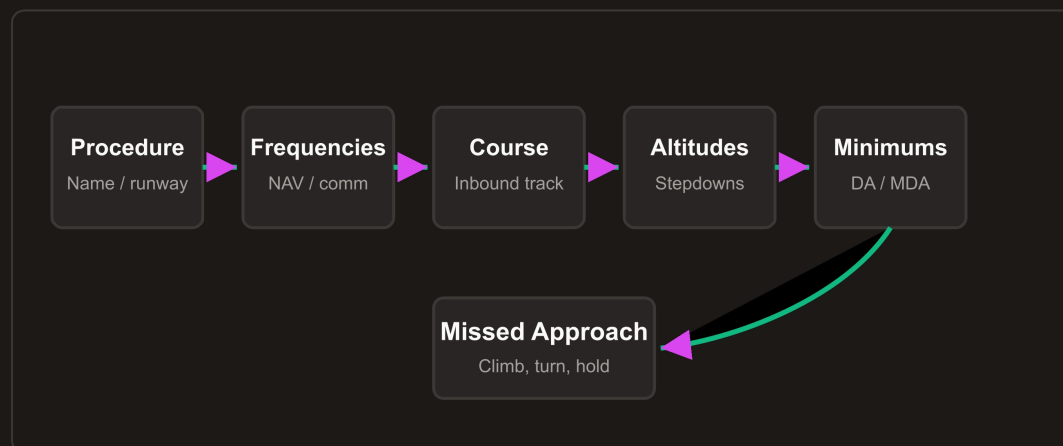 Procedure
Name / runway
Frequencies
NAV / comm
Course
Inbound track
Altitudes
Stepdowns
Minimums
DA / MDA
Missed Approach
Climb, turn, hold